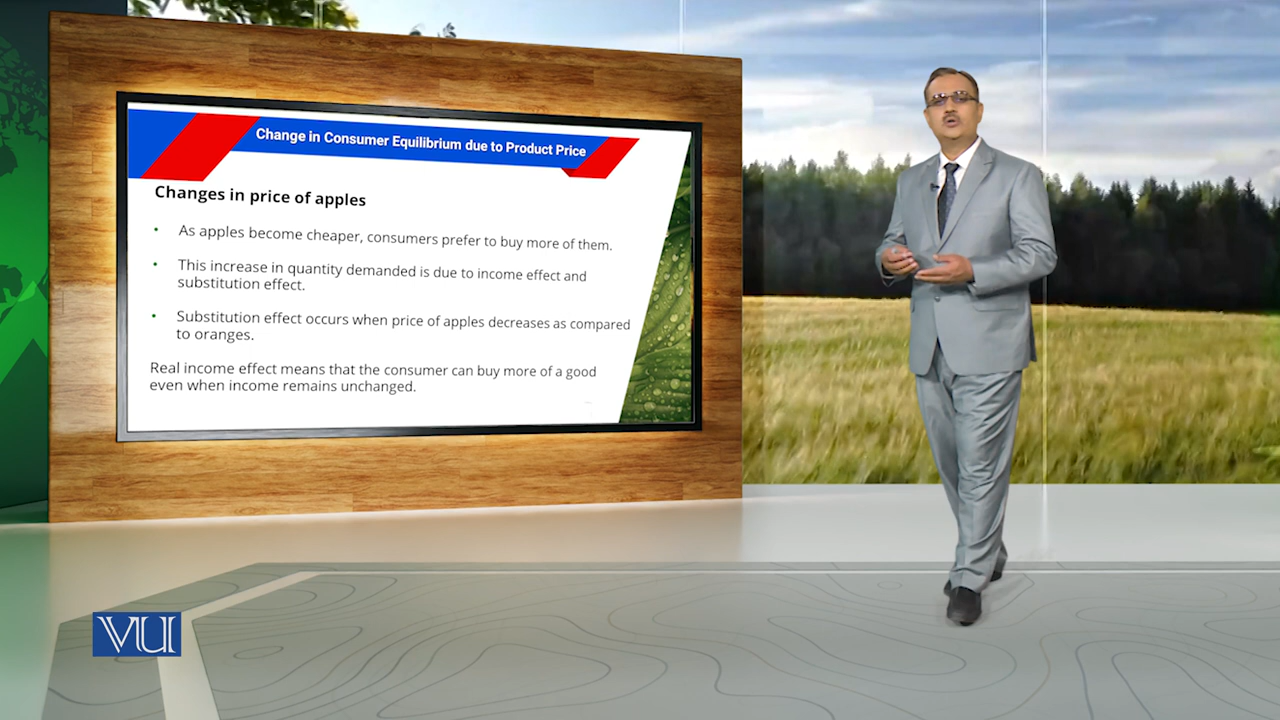 Change in Consumer Equilibrium due to Product Price
Changes in price of apples
• As apples become cheaper, consumers prefer to buy more of them.
• This increase in quantity demanded is due to income effect and
substitution effect.
• Substitution effect occurs when price of apples decreases as compared
to oranges.
Real income effect means that the consumer can buy more of a good
even when income remains unchanged.
VU